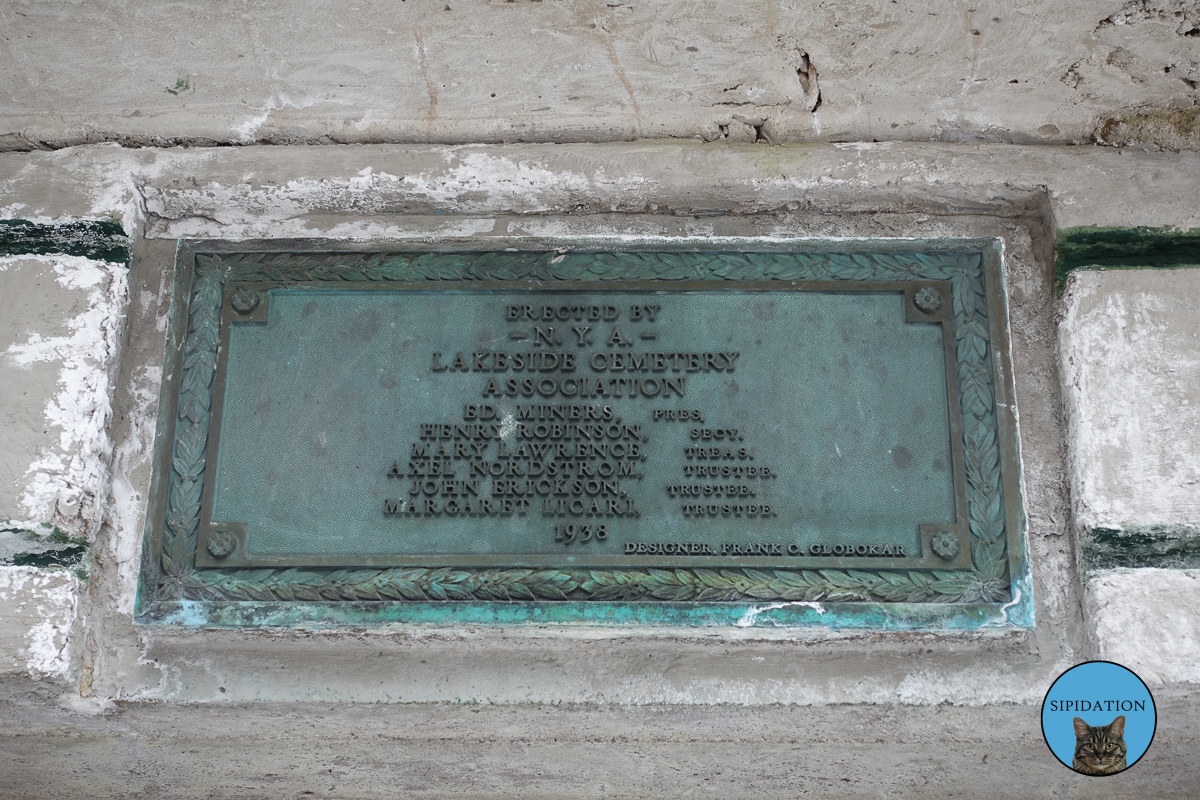 ERECTED BY
- N. Y. A. -
LAKESIDE CEMETERY
ASSOCIATION
ED. MINERS, PRES,
HENRY ROBINSON, SECY.
MARY LAWRENCE, TREAS.
AXEL NORDSTROM, TRUSTEE,
JOHN ERICKSON, TRUSTEE.
MARGARET LICARI, TRUSTEE.
1938
DESIGNER, FRANK C. GLOBOKAR
SIPIDATION